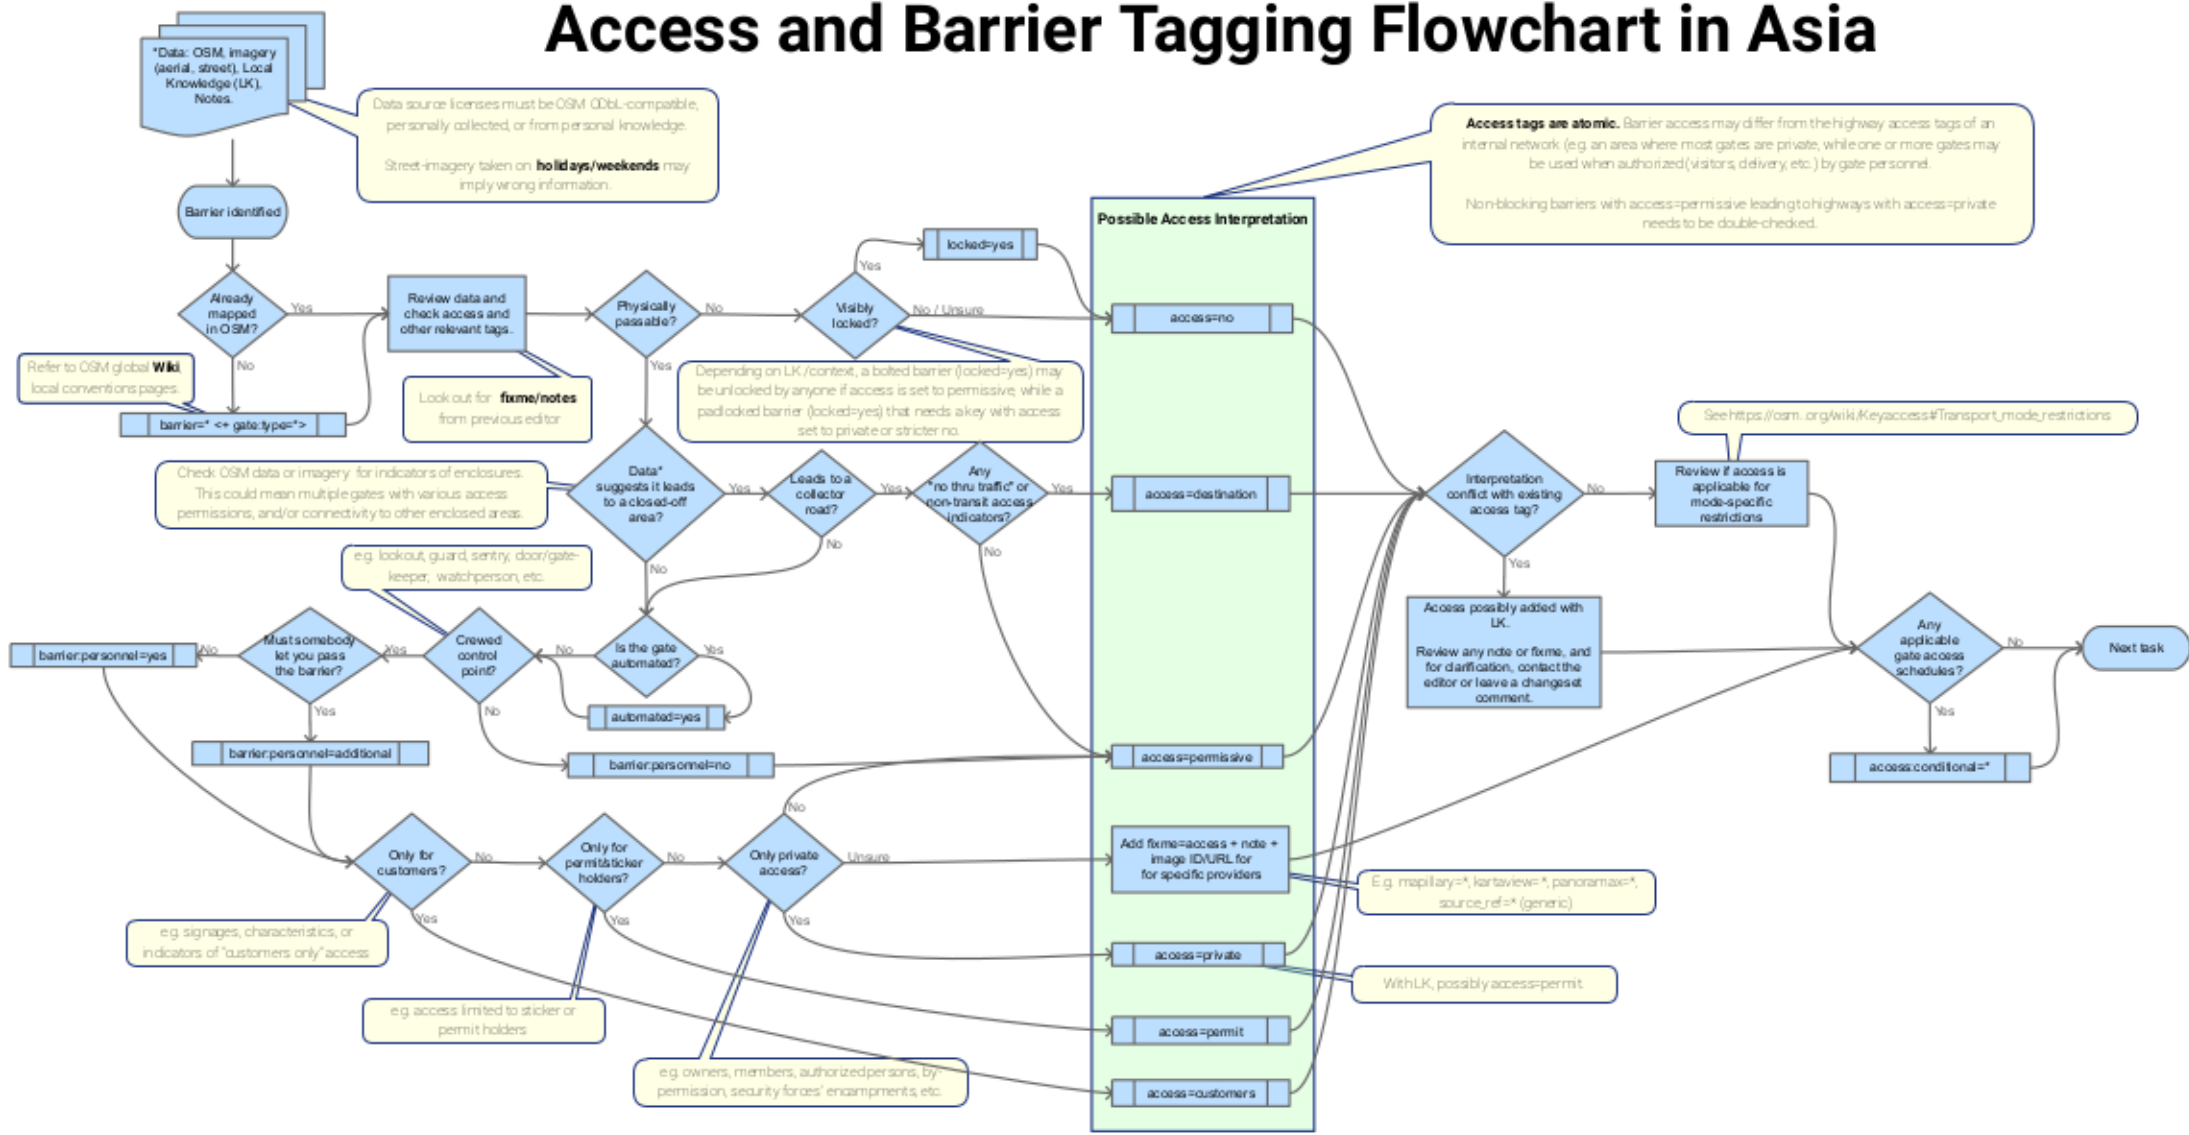 Access and Barrier Tagging Flowchart in Asia
*Data: OSM, imagery
(aerial, street), Local
Knowledge (LK),
Notes.
Data source licenses must be OSM ODbL-compatible,
personally collected, or from personal knowledge.
Street-imagery taken on holidays/weekends may
imply wrong information.
Access tags are atomic. Barrier access may differ from the highway access tags of an
internal network (e.g. an area where most gates are private, while one or more gates may
be used when authorized (visitors, delivery, etc.) by gate personnel.
Non-blocking barriers with access=permissive leading to highways with access=private
needs to be double-checked.
Barrier identified
Possible Access Interpretation
locked=yes
Yes
Already
mapped
in OSM?
Yes
No
Review data and
check access and
other relevant tags.
Physically
passable?
No
Yes
Visibly
locked?
No / Unsure
access=no
Refer to OSM global Wiki,
local conventions pages.
barrier=* <+ gate:type=*>
Look out for fixme/notes
from previous editor
Depending on LK/context, a bolted barrier (locked=yes) may
be unlocked by anyone if access is set to permissive, while a
padlocked barrier (locked=yes) that needs a key with access
set to private or stricter no.
See https://osm.org/wiki/Key:access#Transport_mode_restrictions
Check OSM data or imagery for indicators of enclosures.
This could mean multiple gates with various access
permissions, and/or connectivity to other enclosed areas.
Data*
suggests it leads
to a closed-off
area?
Yes
No
Leads to a
collector
road?
Yes
No
Any
"no thru traffic" or
non-transit access
indicators?
Yes
No
access=destination
Interpretation
conflict with existing
access tag?
No
Yes
Review if access is
applicable for
mode-specific
restrictions
e.g. lookout, guard, sentry, door/gate-
keeper, watchperson, etc.
barrier:personnel=yes
No
Must somebody
let you pass
the barrier?
Yes
Yes
Crewed
control
point?
No
No
Is the gate
automated?
Yes
automated=yes
Access possibly added with
LK.
Review any note or fixme, and
for clarification, contact the
editor or leave a changeset
comment.
Any
applicable
gate access
schedules?
No
Yes
Next task
barrier:personnel=additional
barrier:personnel=no
access=permissive
access:conditional=*
No
Only for
customers?
No
Yes
Only for
permit/sticker
holders?
No
Yes
Only private
access?
Unsure
Yes
Add fixme=access + note +
image ID/URL for
for specific providers
E.g. mapillary=*, kartaview=*, panoramax=*,
source_ref=* (generic)
e.g. signages, characteristics, or
indicators of "customers only" access
access=private
With LK, possibly access=permit
e.g. access limited to sticker or
permit holders
access=permit
e.g. owners, members, authorized persons, by-
permission, security forces' encampments, etc.
access=customers